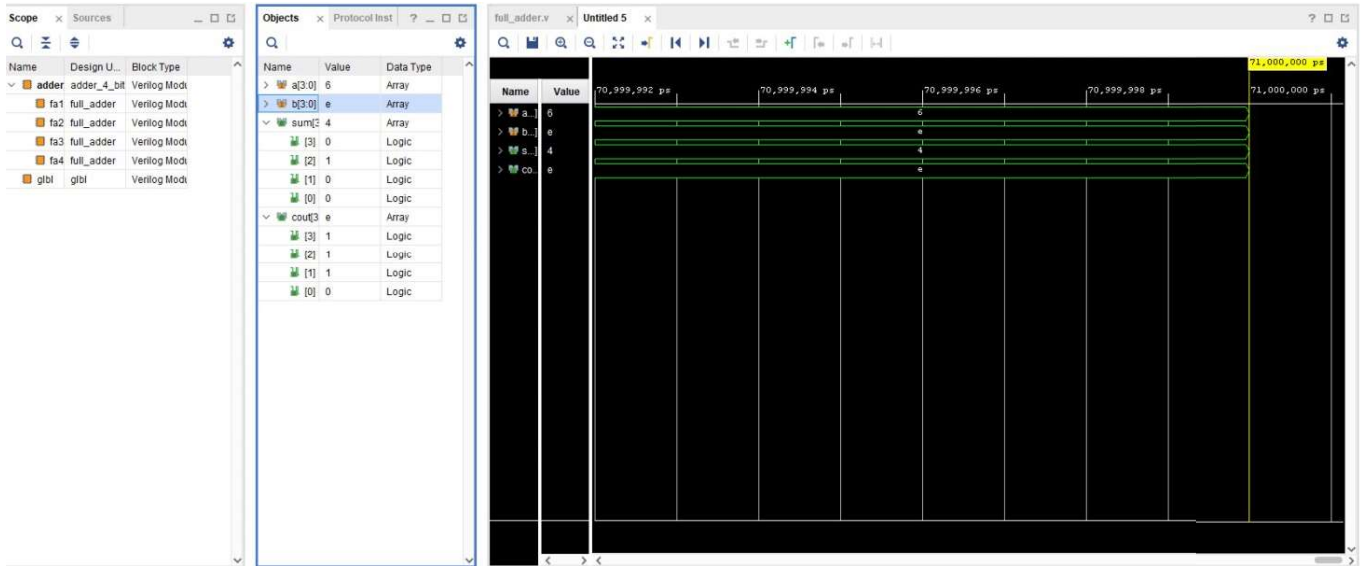 Scope × Sources
Name Design U... Block Type
adder adder_4_bit Verilog Modu
fa1 full_adder Verilog Modu
fa2 full_adder Verilog Modu
fa3 full_adder Verilog Modu
fa4 full_adder Verilog Modu
glbl glbl Verilog Modu
Objects × Protocol Inst ?
Name Value Data Type
> a[3:0] 6 Array
> b[3:0] e Array
sum[3 4 Array
[3] 0 Logic
[2] 1 Logic
[1] 0 Logic
[0] 0 Logic
cout[3 e Array
[3] 1 Logic
[2] 1 Logic
[1] 1 Logic
[0] 0 Logic
full_adder.v × Untitled 5 × ?
71,000,000 ps
Name Value 70,999,992 ps 70,999,994 ps 70,999,996 ps 70,999,998 ps 71,000,000 ps
> a...] 6 6
> b...] e e
> s...] 4 4
> co... e e